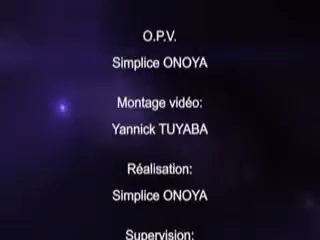 O.P.V.
Simplice ONOYA
Montage vidéo:
Yannick TUYABA
Réalisation:
Simplice ONOYA
Supervision: